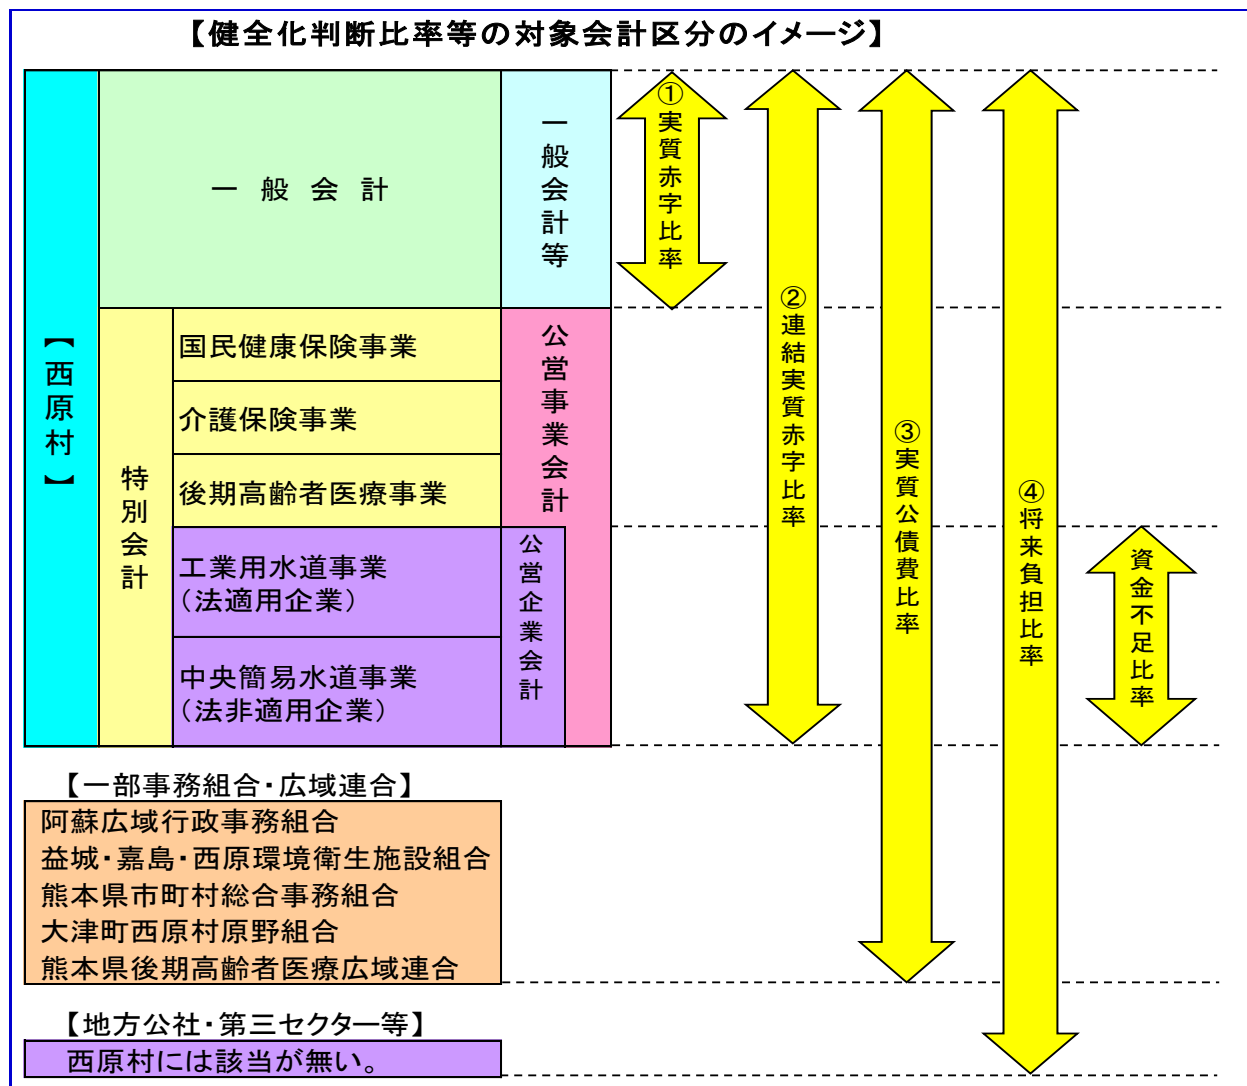 【健全化判断比率等の対象会計区分のイメージ】
【西原村】
一般会計
一般会計等
特別会計
国民健康保険事業
介護保険事業
後期高齢者医療事業
工業用水道事業
（法適用企業）
中央簡易水道事業
（法非適用企業）
公営事業会計
公営企業会計
①実質赤字比率
②連結実質赤字比率
③実質公債費比率
④将来負担比率
資金不足比率
【一部事務組合・広域連合】
阿蘇広域行政事務組合
益城・嘉島・西原環境衛生施設組合
熊本県市町村総合事務組合
大津町西原村原野組合
熊本県後期高齢者医療広域連合
【地方公社・第三セクター等】
西原村には該当が無い。